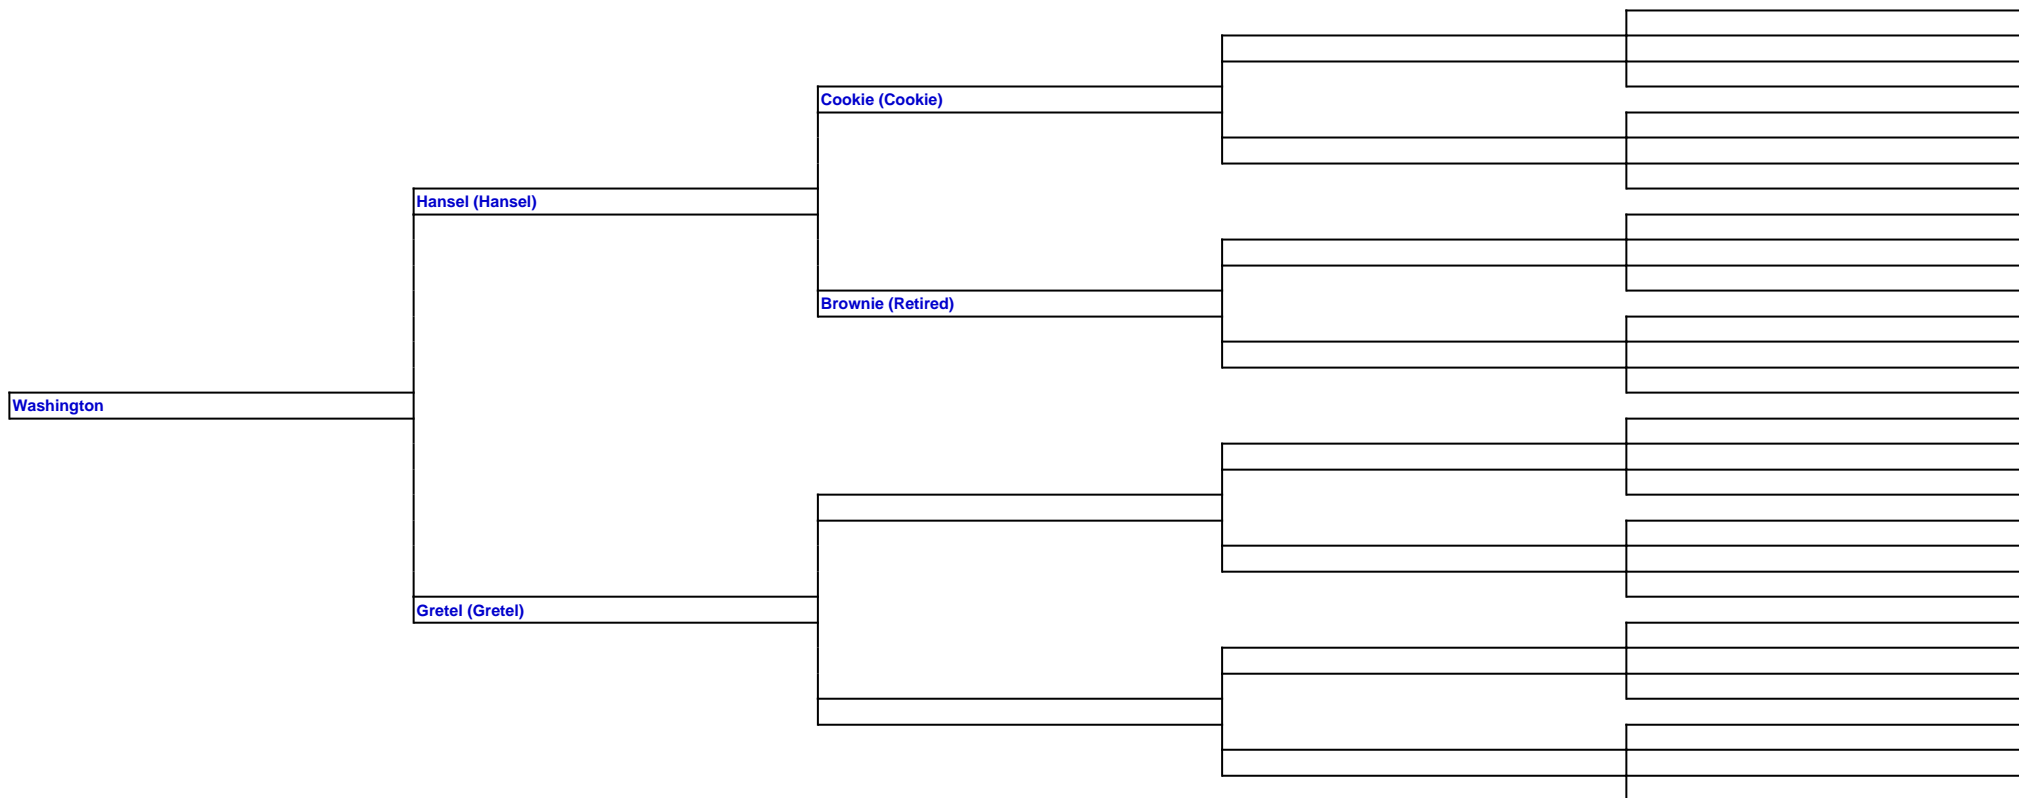 Cookie (Cookie)
Hansel (Hansel)
Brownie (Retired)
Washington
Gretel (Gretel)